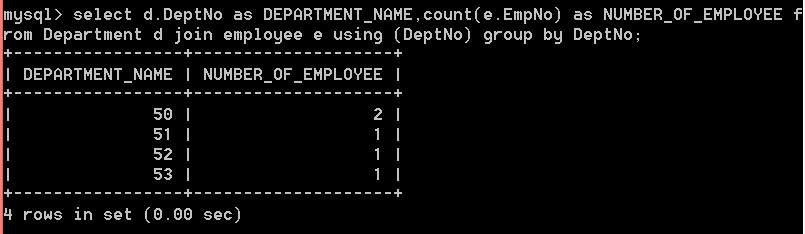 mysql> select d.DeptNo as DEPARTMENT_NAME,count(e.EmpNo) as NUMBER_OF_EMPLOYEE f
rom Department d join employee e using (DeptNo) group by DeptNo;
+-----------------+--------------------+
| DEPARTMENT_NAME | NUMBER_OF_EMPLOYEE |
+-----------------+--------------------+
|              50 |                  2 |
|              51 |                  1 |
|              52 |                  1 |
|              53 |                  1 |
+-----------------+--------------------+
4 rows in set (0.00 sec)